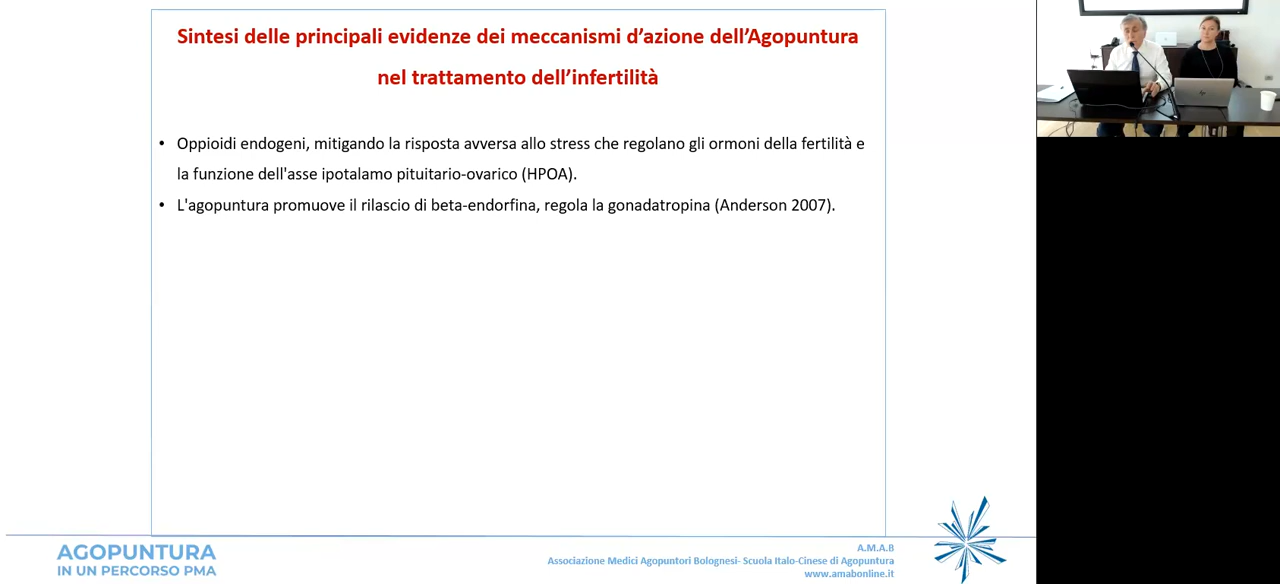 Sintesi delle principali evidenze dei meccanismi d’azione dell’Agopuntura
nel trattamento dell’infertilità
• Oppioidi endogeni, mitigando la risposta avversa allo stress che regolano gli ormoni della fertilità e
la funzione dell'asse ipotalamo pituitario-ovarico (HPOA).
• L'agopuntura promuove il rilascio di beta-endorfina, regola la gonadatropina (Anderson 2007).
AGOPUNTURA
IN UN PERCORSO PMA
A.M.A.B
Associazione Medici Agopuntori Bolognesi- Scuola Italo-Cinese di Agopuntura
www.amabonline.it